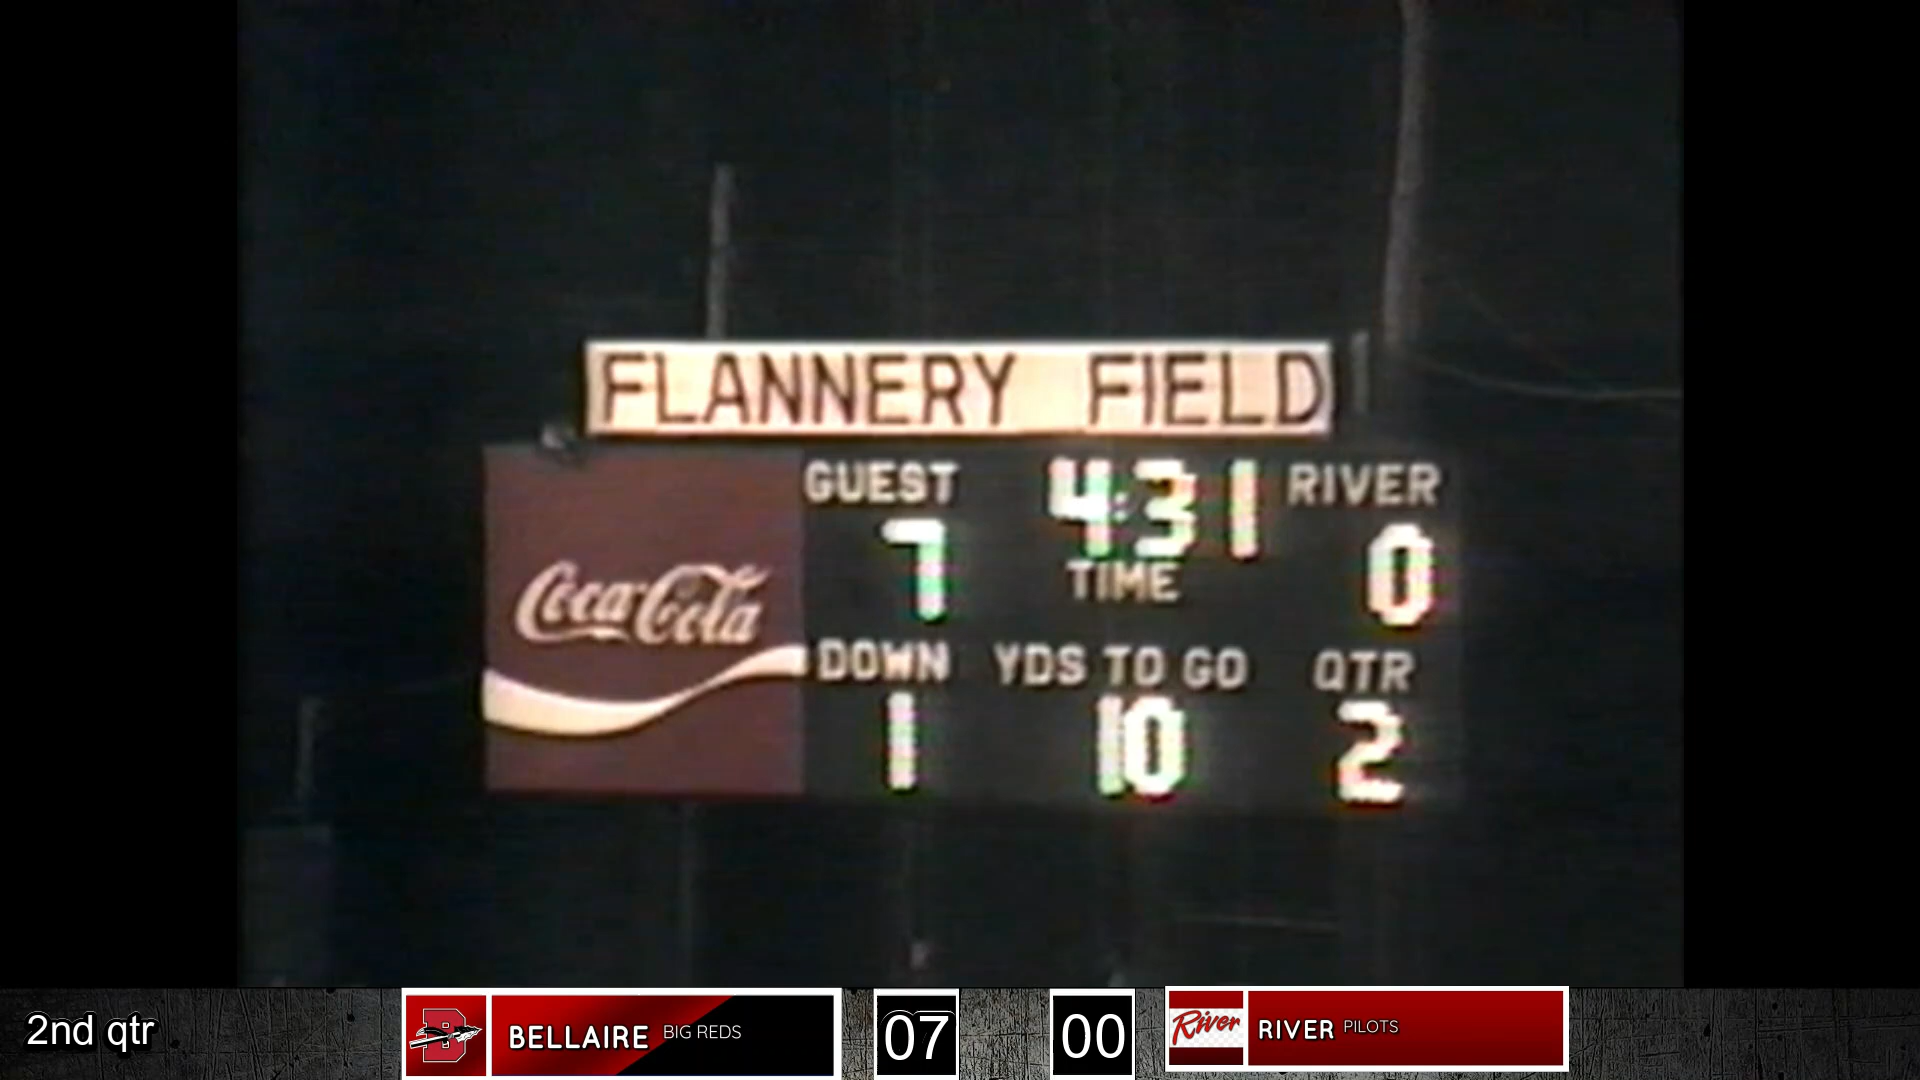 FLANNERY FIELD
GUEST 4:31 RIVER
7 TIME 0
Coca-Cola
DOWN YDS TO GO QTR
1 10 2
2nd qtr BELLAIRE BIG REDS 07 00 River RIVER PILOTS